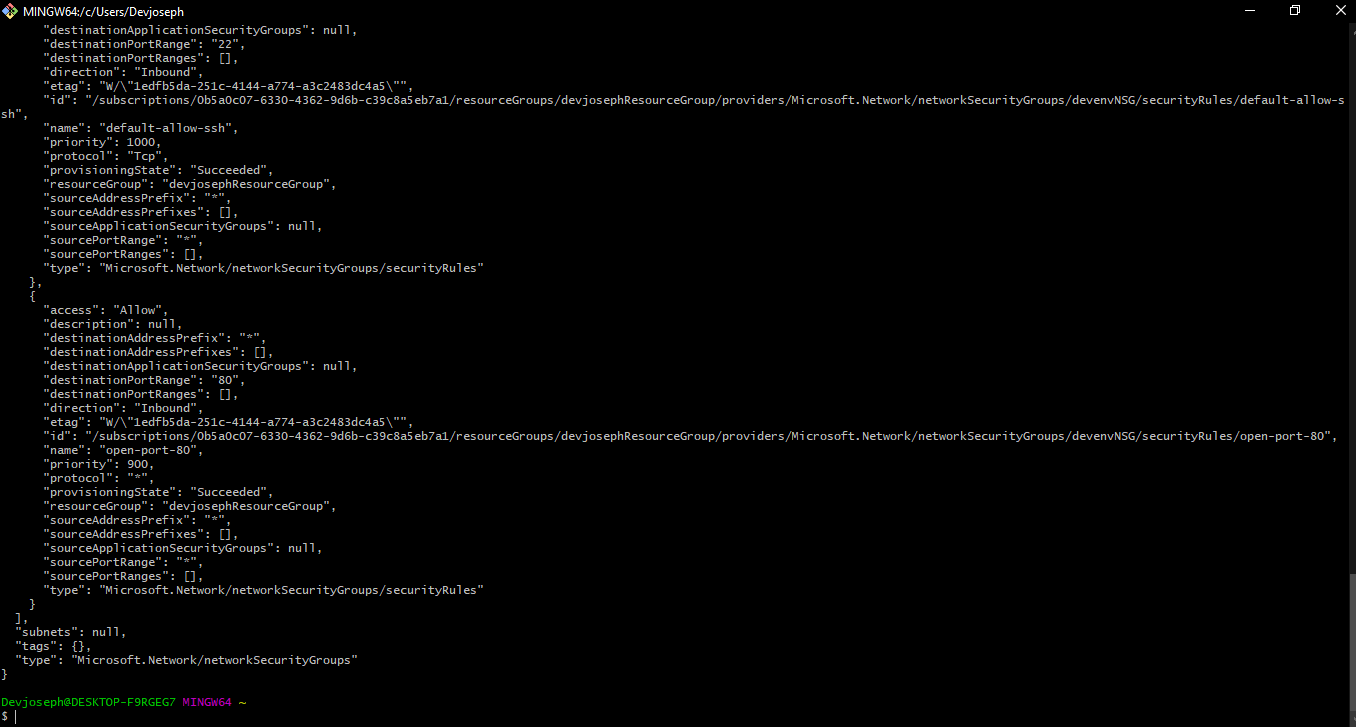 MINGW64:/c/Users/Devjoseph
"destinationApplicationSecurityGroups": null,
"destinationPortRange": "22",
"destinationPortRanges": [],
"direction": "Inbound",
"etag": "W/\"1edfb5da-251c-4144-a774-a3c2483dc4a5\"",
"id": "/subscriptions/0b5a0c07-6330-4362-9d6b-c39c8a5eb7a1/resourceGroups/devjosephResourceGroup/providers/Microsoft.Network/networkSecurityGroups/devenvNSG/securityRules/default-allow-s
sh",
"name": "default-allow-ssh",
"priority": 1000,
"protocol": "Tcp",
"provisioningState": "Succeeded",
"resourceGroup": "devjosephResourceGroup",
"sourceAddressPrefix": "*",
"sourceAddressPrefixes": [],
"sourceApplicationSecurityGroups": null,
"sourcePortRange": "*",
"sourcePortRanges": [],
"type": "Microsoft.Network/networkSecurityGroups/securityRules"
},
{
"access": "Allow",
"description": null,
"destinationAddressPrefix": "*",
"destinationAddressPrefixes": [],
"destinationApplicationSecurityGroups": null,
"destinationPortRange": "80",
"destinationPortRanges": [],
"direction": "Inbound",
"etag": "W/\"1edfb5da-251c-4144-a774-a3c2483dc4a5\"",
"id": "/subscriptions/0b5a0c07-6330-4362-9d6b-c39c8a5eb7a1/resourceGroups/devjosephResourceGroup/providers/Microsoft.Network/networkSecurityGroups/devenvNSG/securityRules/open-port-80",
"name": "open-port-80",
"priority": 900,
"protocol": "*",
"provisioningState": "Succeeded",
"resourceGroup": "devjosephResourceGroup",
"sourceAddressPrefix": "*",
"sourceAddressPrefixes": [],
"sourceApplicationSecurityGroups": null,
"sourcePortRange": "*",
"sourcePortRanges": [],
"type": "Microsoft.Network/networkSecurityGroups/securityRules"
}
],
"subnets": null,
"tags": {},
"type": "Microsoft.Network/networkSecurityGroups"
}
Devjoseph@DESKTOP-F9RGEG7 MINGW64 ~
$